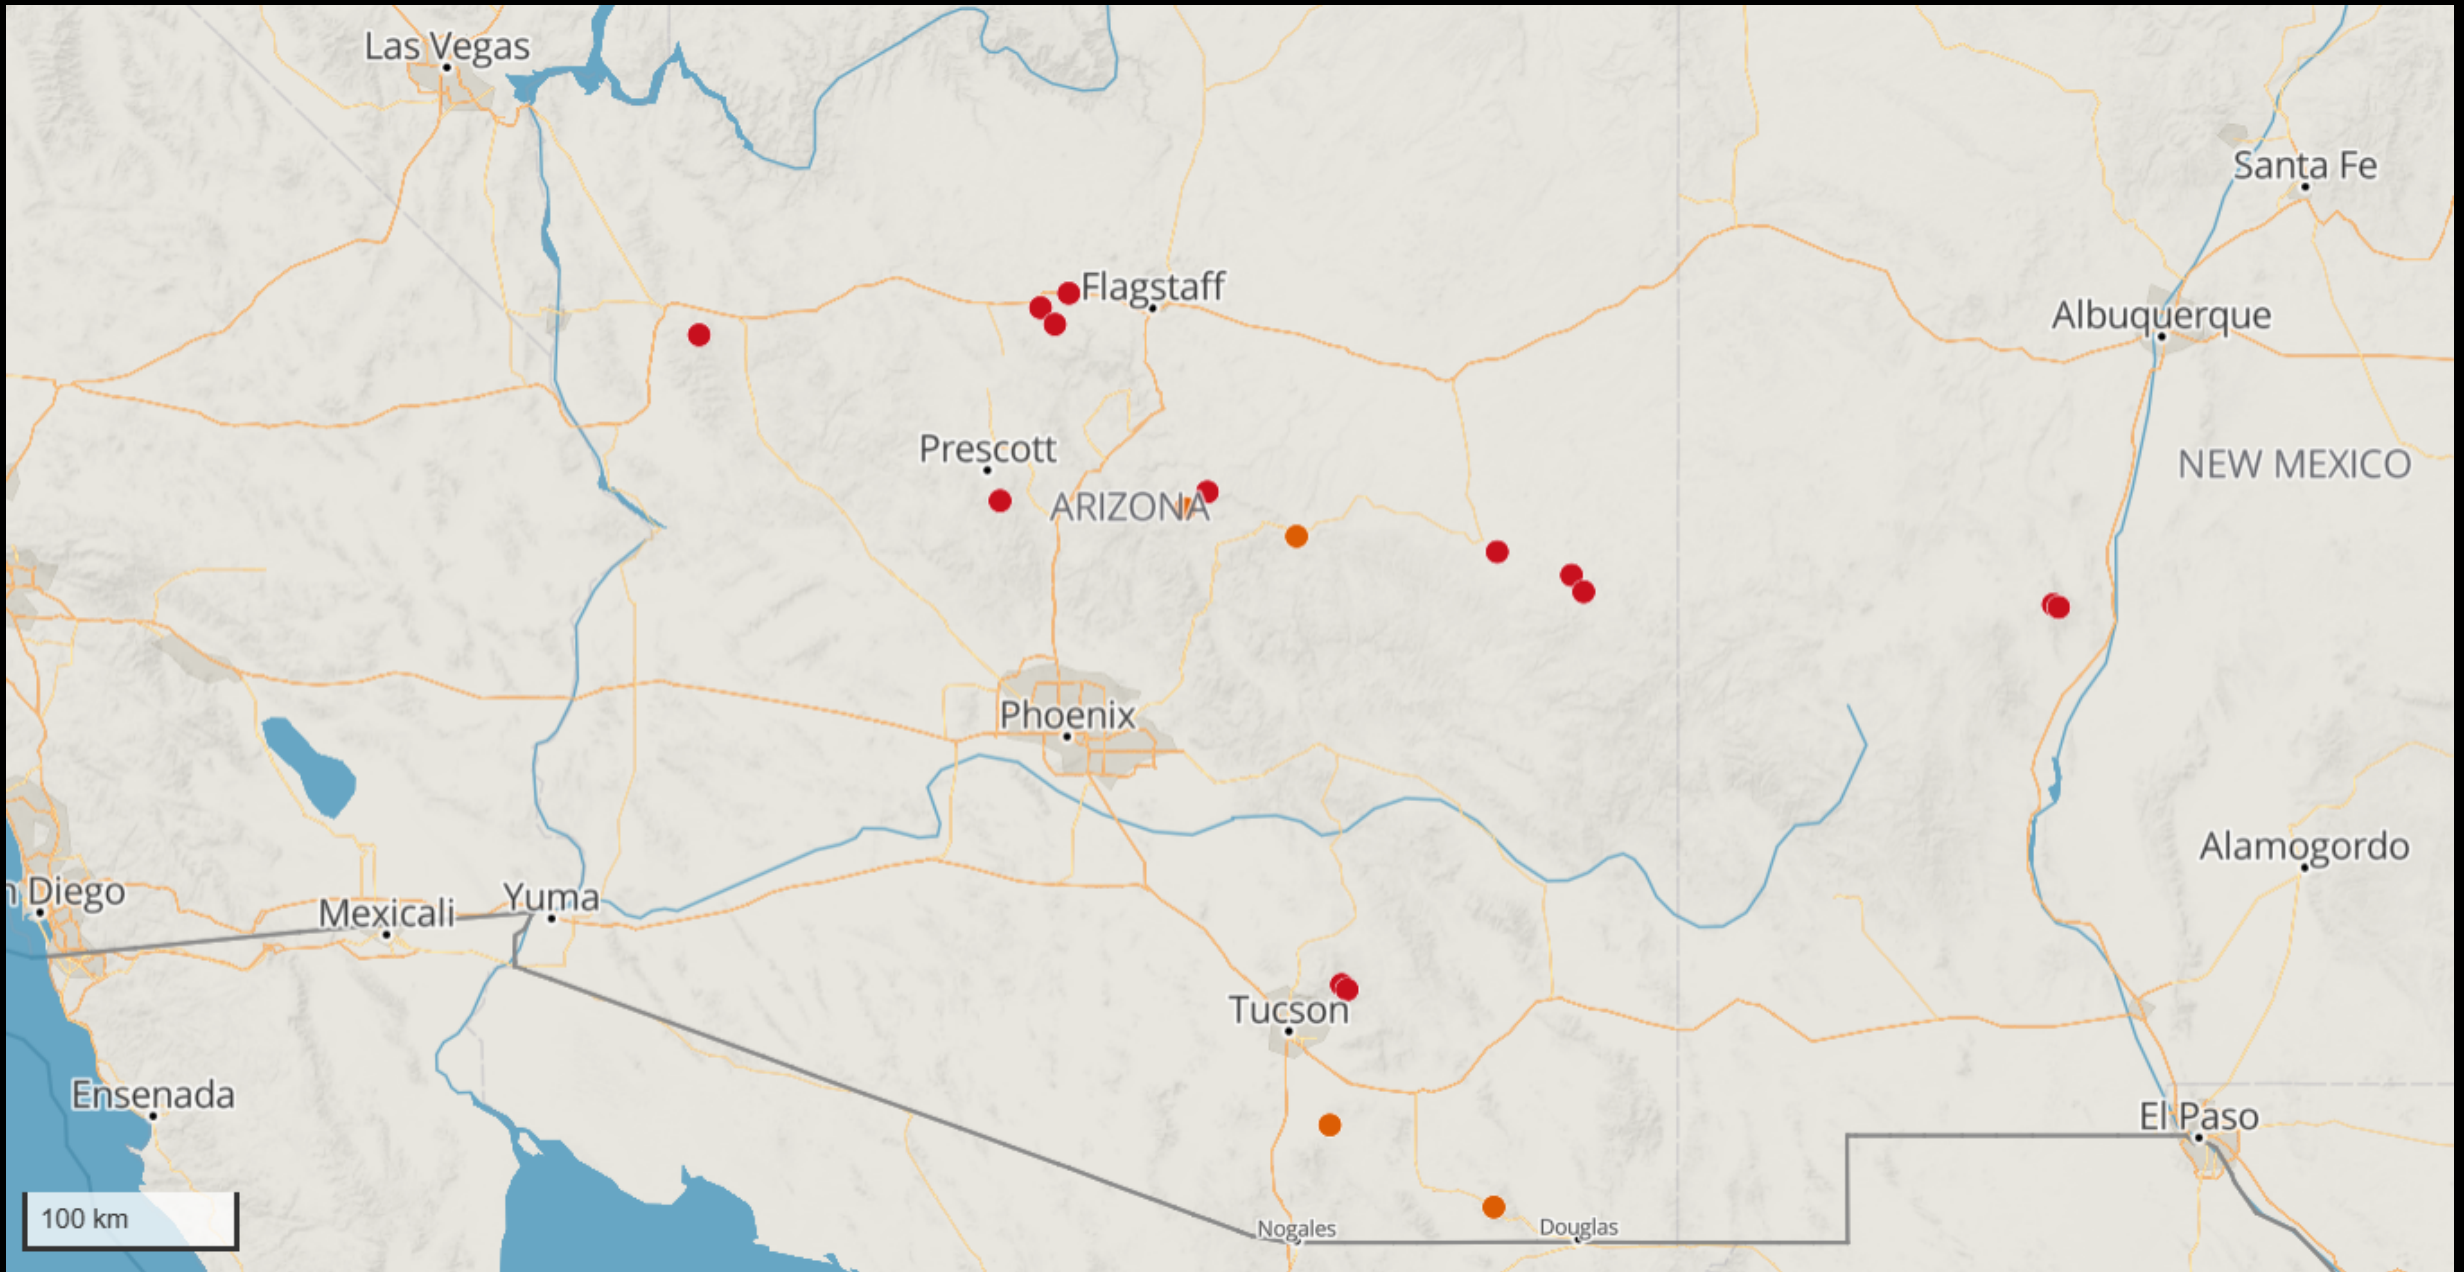 Las Vegas
Santa Fe
Flagstaff
Albuquerque
Prescott
NEW MEXICO
ARIZONA
Phoenix
Alamogordo
n Diego
Yuma
Mexicali
Tucson
Ensenada
El Paso
100 km
Nogales
Douglas